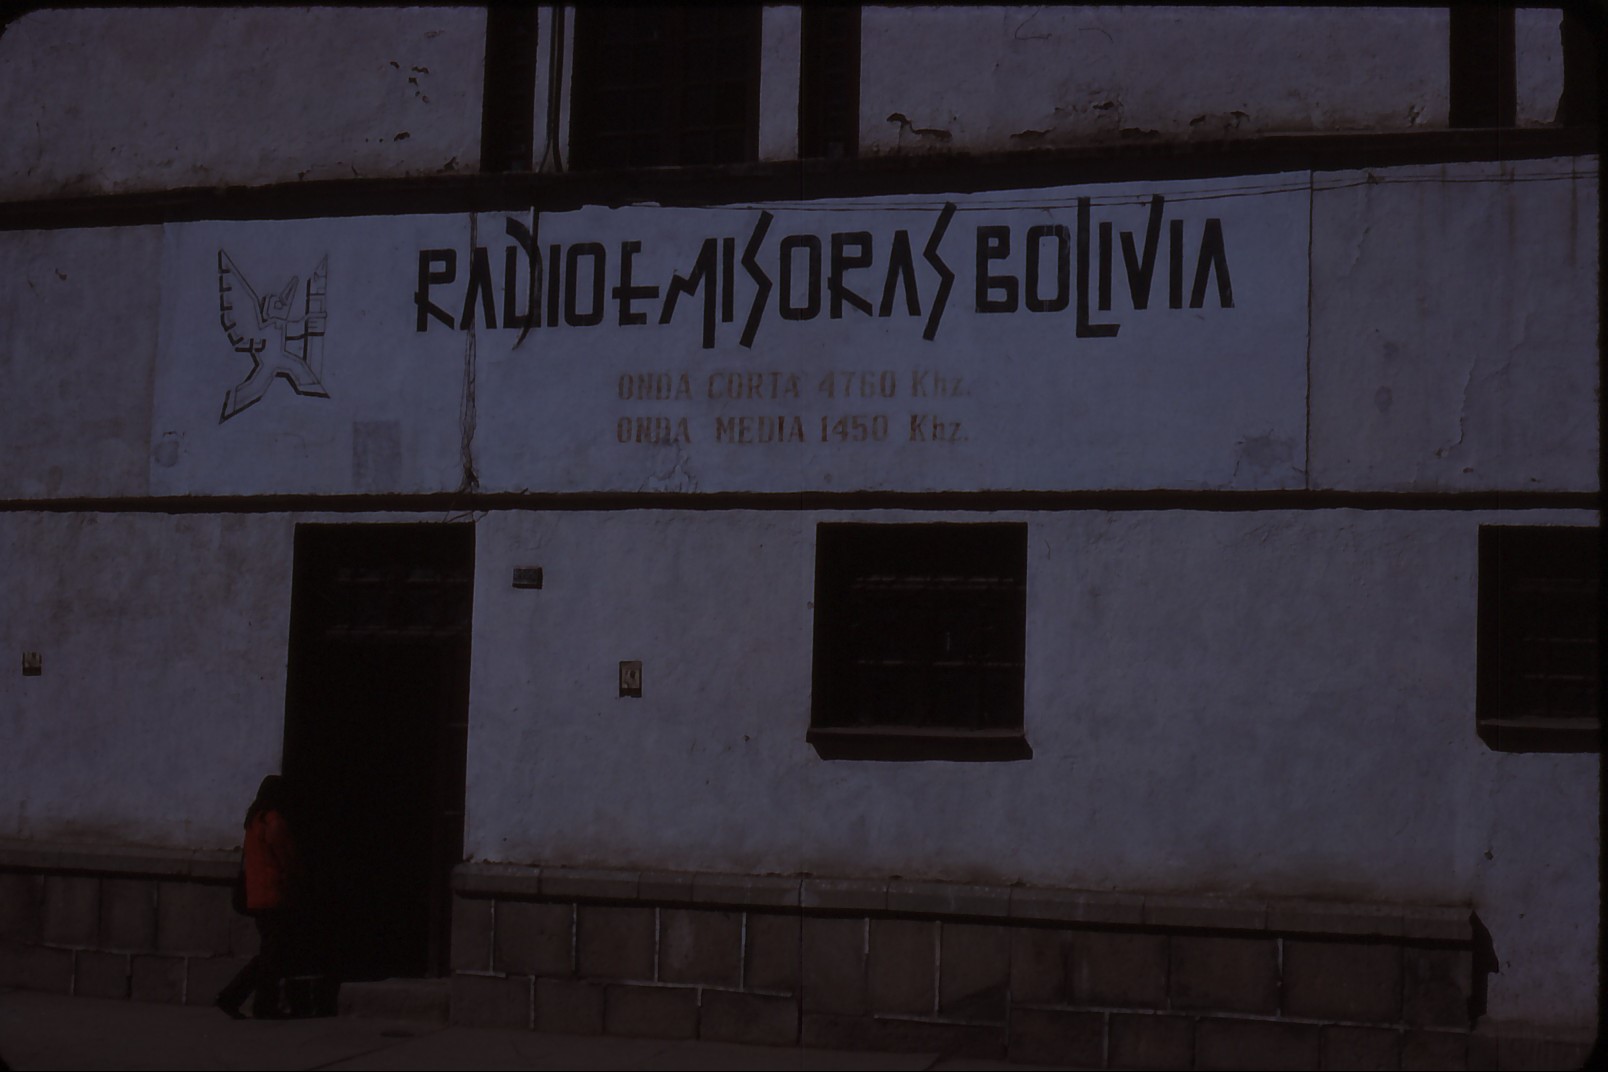 RADIOEMISORAS BOLIVIA
ONDA CORTA 4760 Khz.
ONDA MEDIA 1450 Khz.